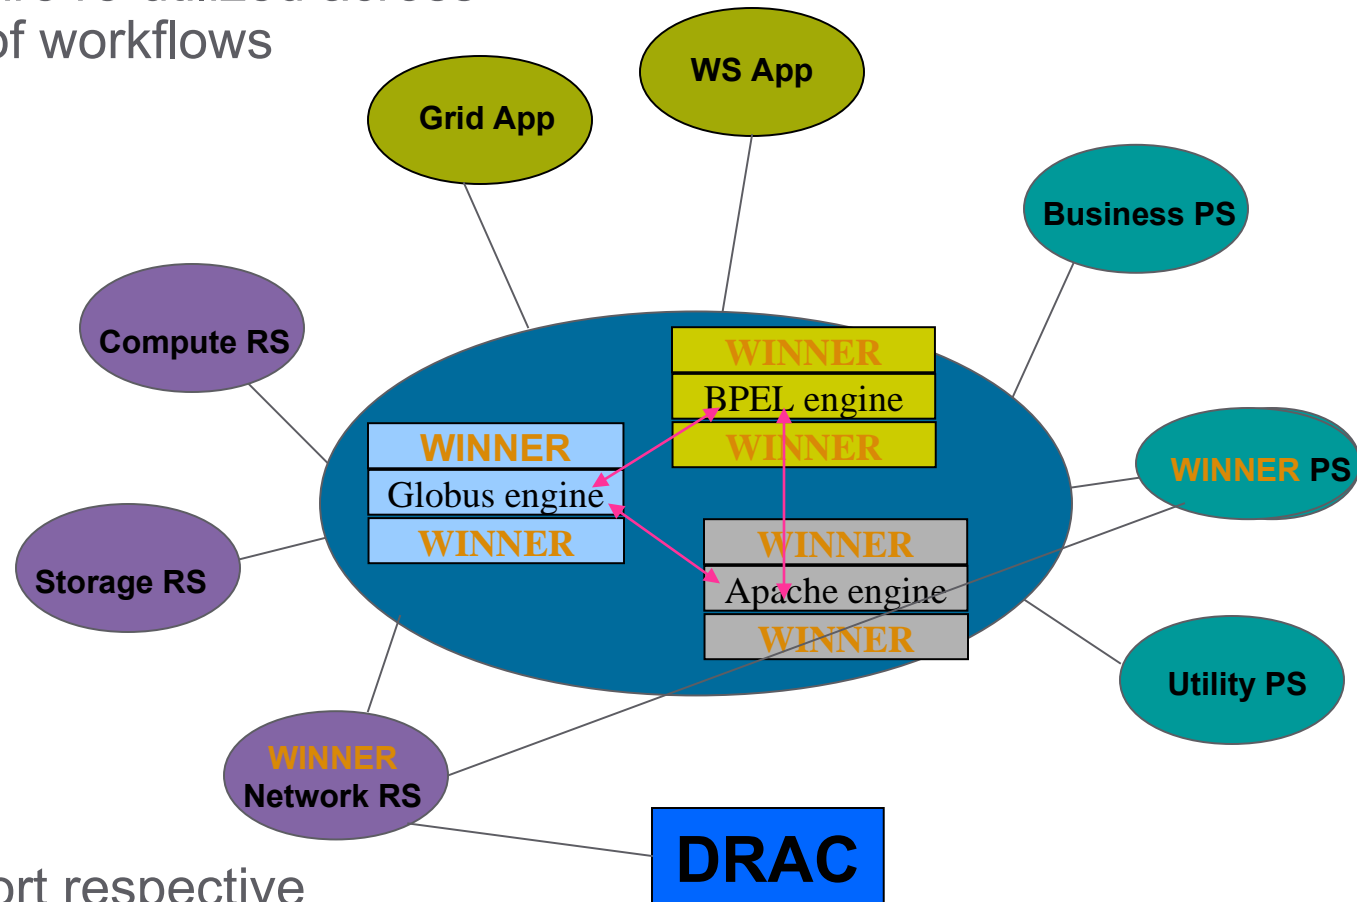 of workflows
WS App
Grid App
Business PS
Compute RS
WINNER
BPEL engine
WINNER
WINNER
Globus engine
WINNER
WINNER PS
WINNER
Apache engine
WINNER
Storage RS
Utility PS
WINNER
Network RS
DRAC
ort respective